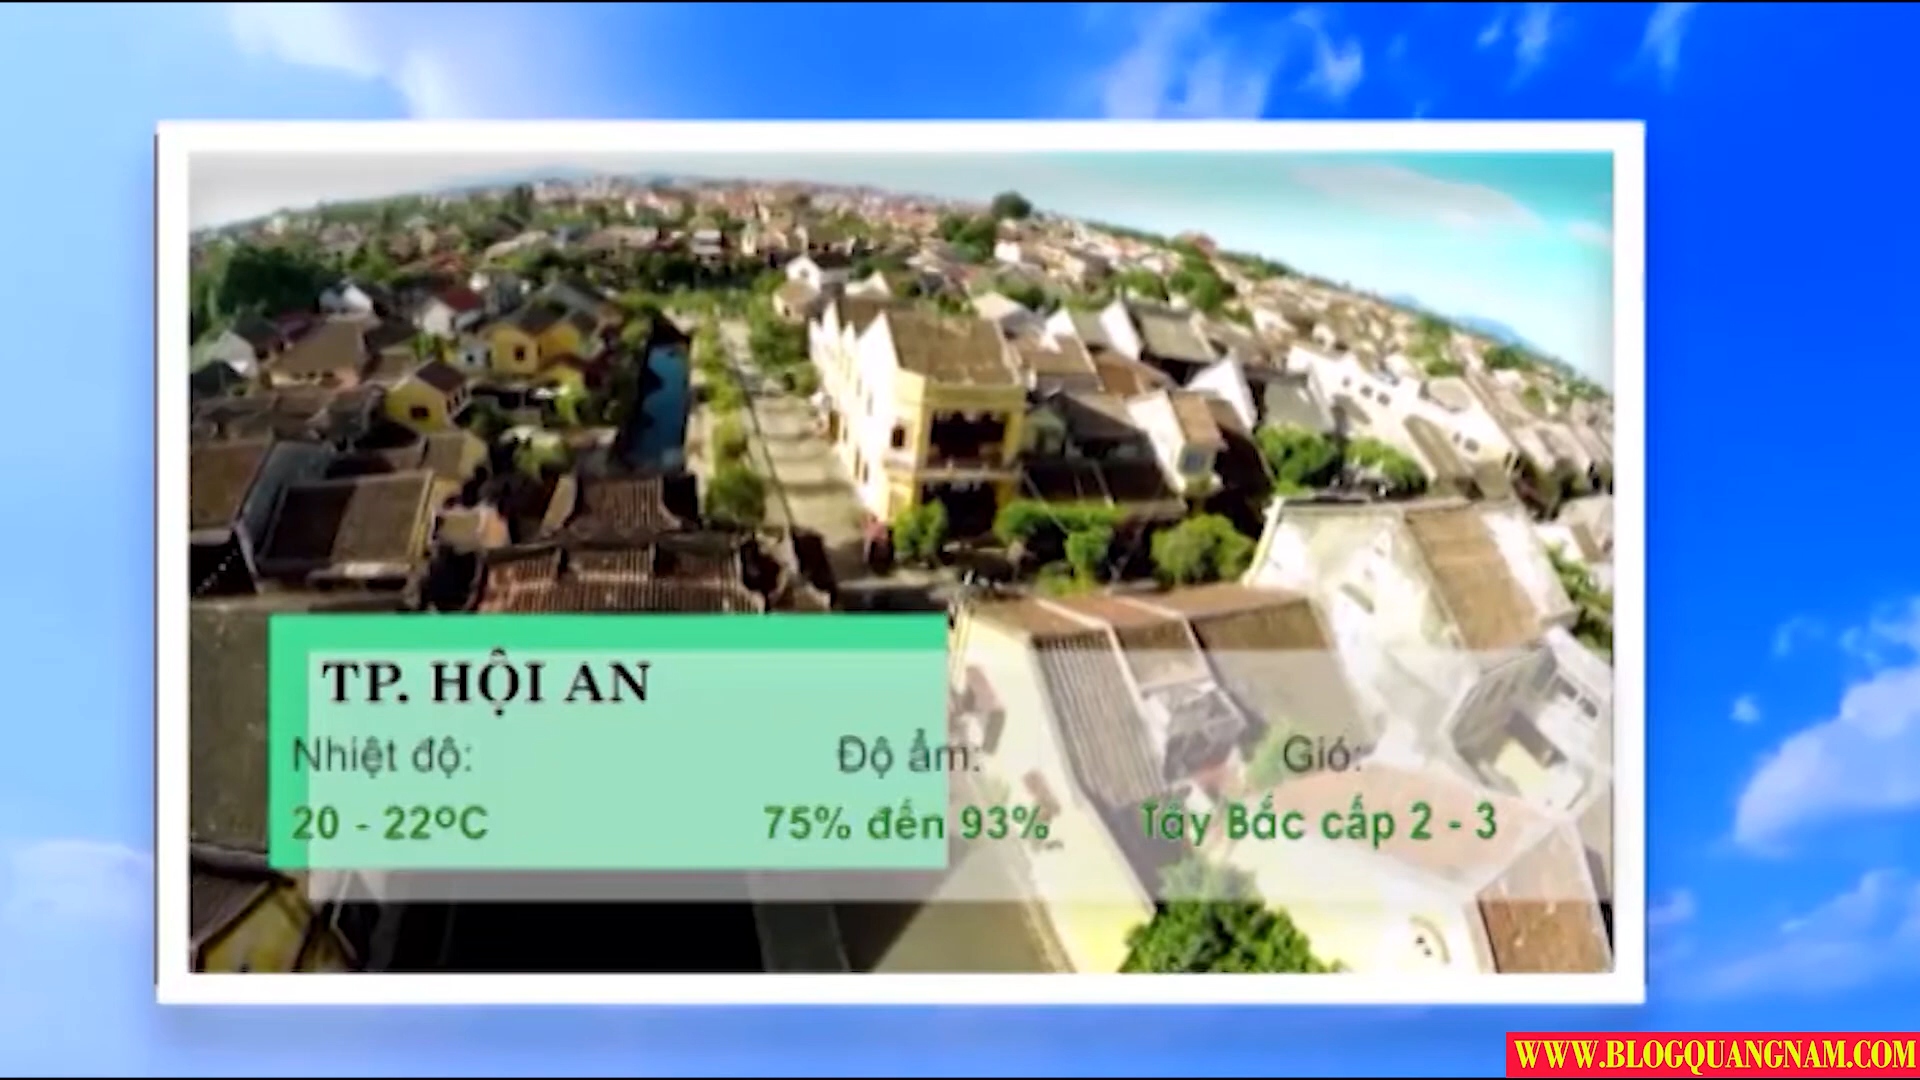 TP. HỘI AN
Nhiệt độ: Độ ẩm: Gió:
20 - 22ºC 75% đến 93% Tây Bắc cấp 2 - 3
WWW.BLOGQUANGNAM.COM